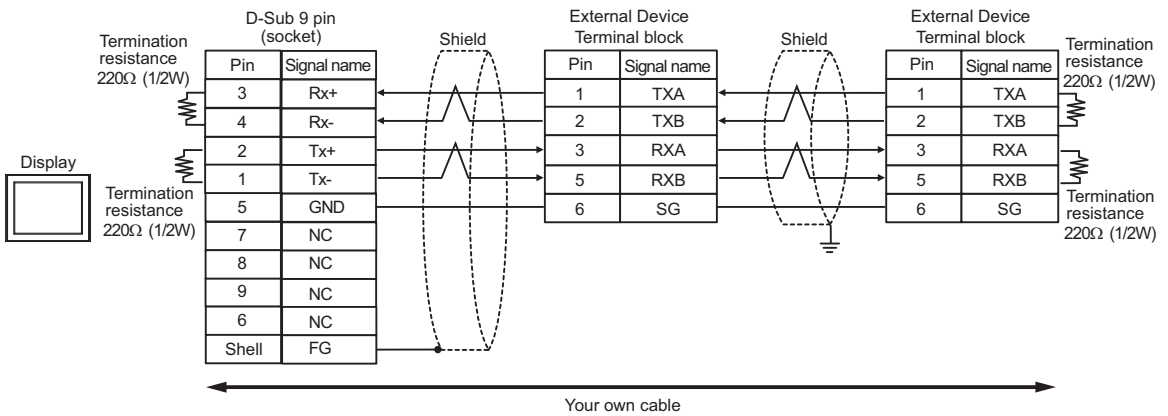 D-Sub 9 pin
(socket)
External Device
Terminal block
External Device
Terminal block
Termination
resistance
220Ω (1/2W)
Shield
Shield
Termination
resistance
220Ω (1/2W)
Pin Signal name
3 Rx+
4 Rx-
2 Tx+
1 Tx-
5 GND
7 NC
8 NC
9 NC
6 NC
Shell FG
Pin Signal name
1 TXA
2 TXB
3 RXA
5 RXB
6 SG
Pin Signal name
1 TXA
2 TXB
3 RXA
5 RXB
6 SG
Display
Termination
resistance
220Ω (1/2W)
Termination
resistance
220Ω (1/2W)
Your own cable